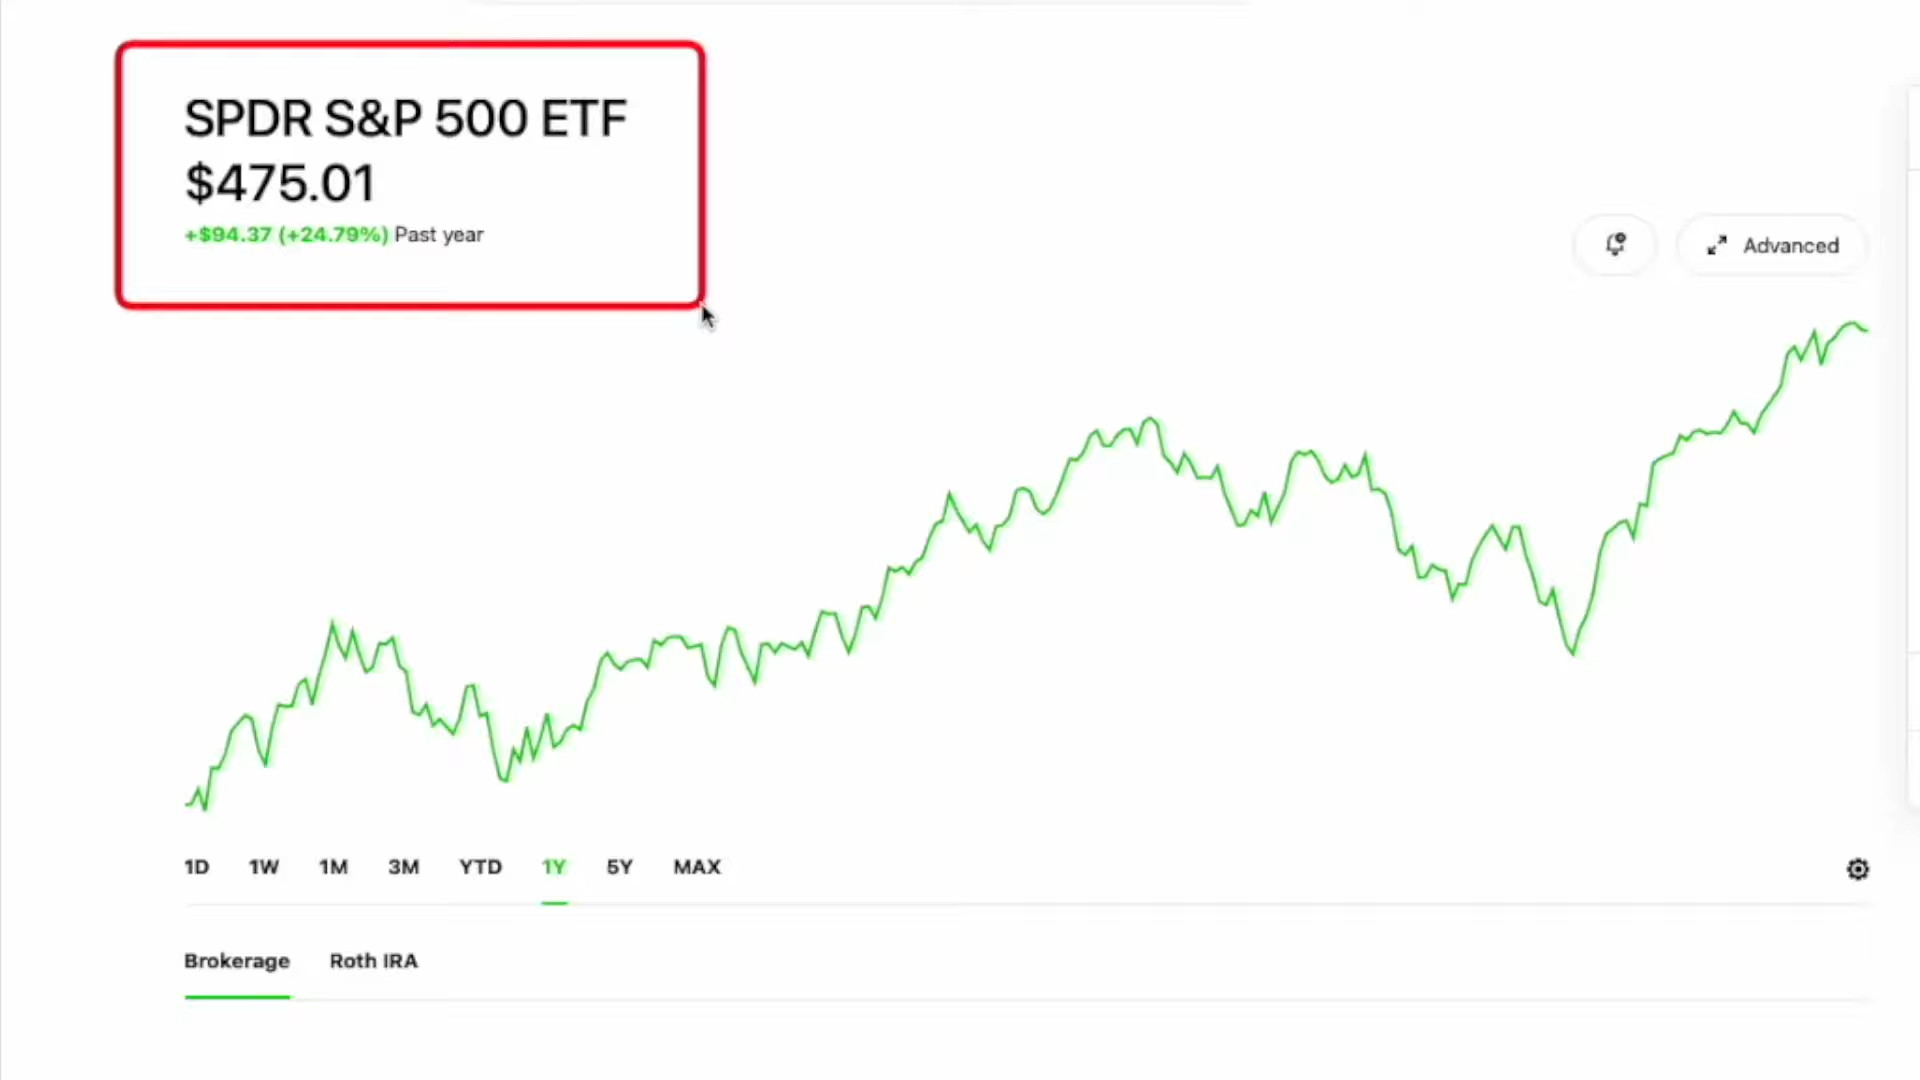 SPDR S&P 500 ETF
$475.01
+$94.37 (+24.79%) Past year
Advanced
1D 1W 1M 3M YTD 1Y 5Y MAX
Brokerage Roth IRA